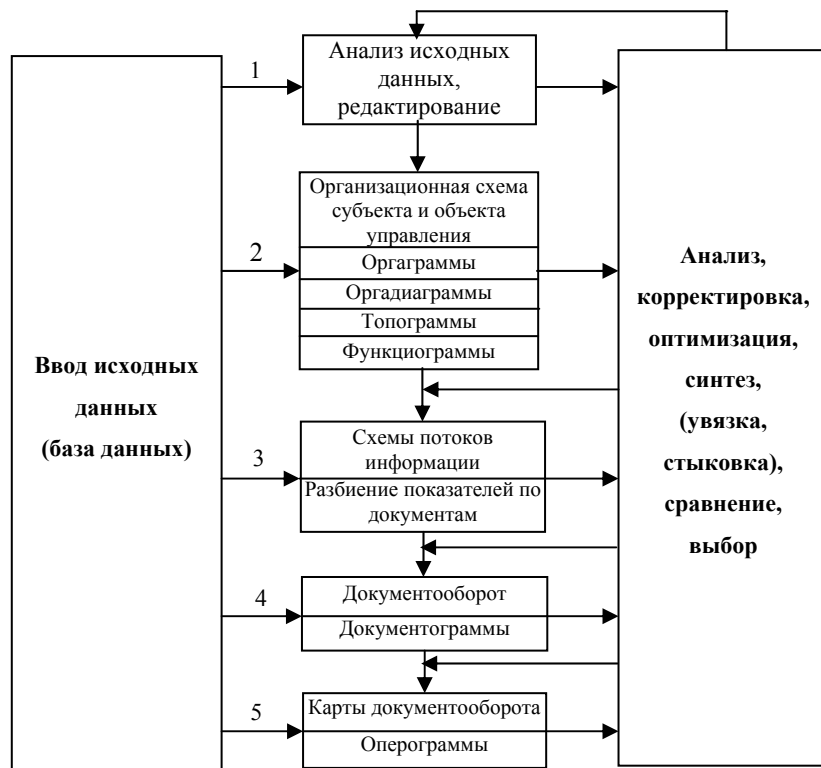 Ввод исходных
данных
(база данных)
1
Анализ исходных
данных,
редактирование
2
Организационная схема
субъекта и объекта
управления
Оргаграммы
Оргадиаграммы
Топограммы
Функциограммы
3
Схемы потоков
информации
Разбиение показателей по
документам
4
Документооборот
Документограммы
5
Карты документооборота
Оперограммы
Анализ,
корректировка,
оптимизация,
синтез,
(увязка,
стыковка),
сравнение,
выбор